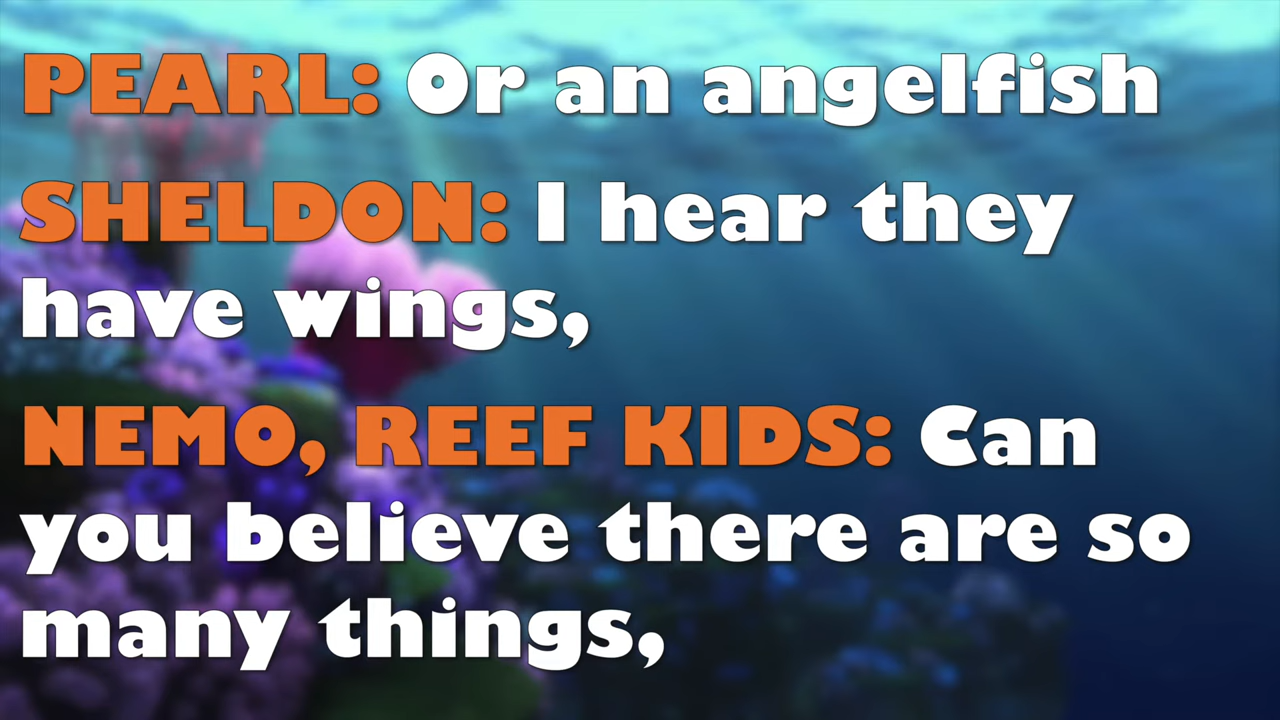 PEARL: Or an angelfish
SHELDON: I hear they
have wings,
NEMO, REEF KIDS: Can
you believe there are so
many things,